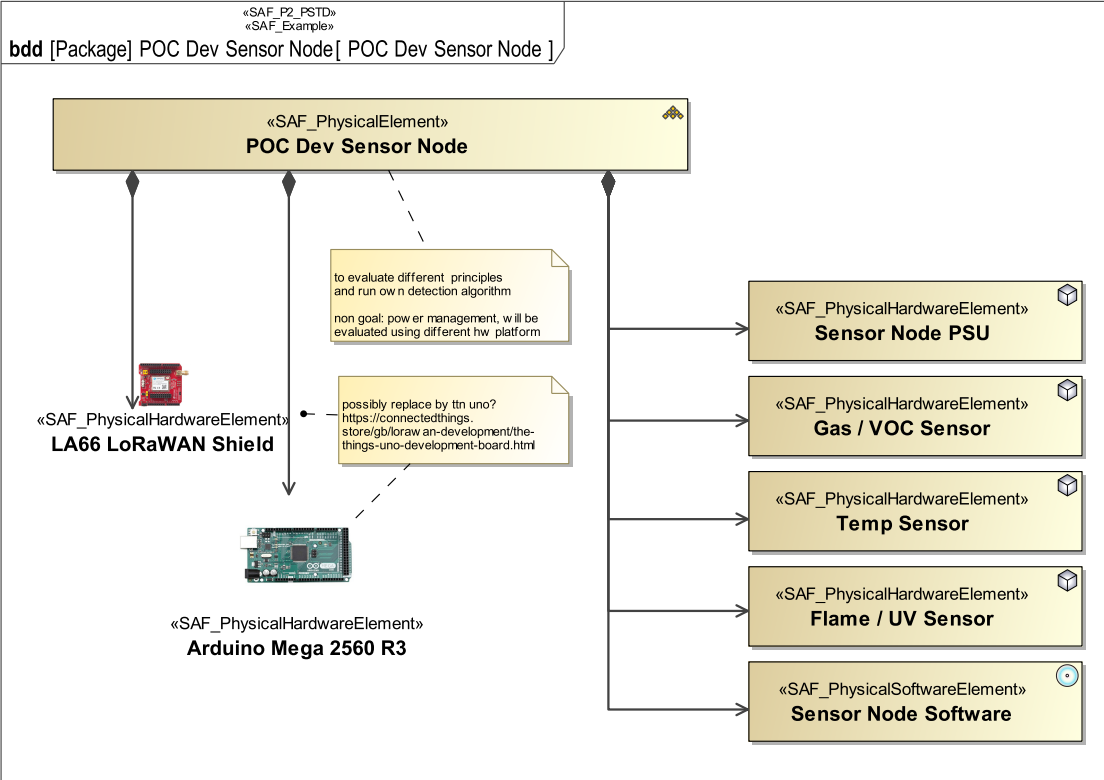 «SAF_P2_PSTD»
«SAF_Example»
bdd [Package] POC Dev Sensor Node[ POC Dev Sensor Node ]
«SAF_PhysicalElement»
POC Dev Sensor Node
to evaluate different principles
and run own detection algorithm
non goal: power management, will be
evaluated using different hw platform
«SAF_PhysicalHardwareElement»
Sensor Node PSU
«SAF_PhysicalHardwareElement»
LA66 LoRaWAN Shield
possibly replace by ttn uno?
https://connectedthings.
store/gb/lorawan-development/the-
things-uno-development-board.html
«SAF_PhysicalHardwareElement»
Gas / VOC Sensor
«SAF_PhysicalHardwareElement»
Temp Sensor
«SAF_PhysicalHardwareElement»
Arduino Mega 2560 R3
«SAF_PhysicalHardwareElement»
Flame / UV Sensor
«SAF_PhysicalSoftwareElement»
Sensor Node Software